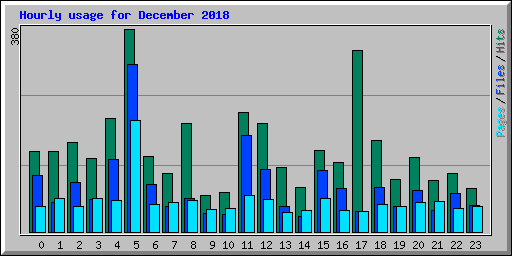 Hourly usage for December 2018
380
Pages / Files / Hits
0 1 2 3 4 5 6 7 8 9 10 11 12 13 14 15 16 17 18 19 20 21 22 23